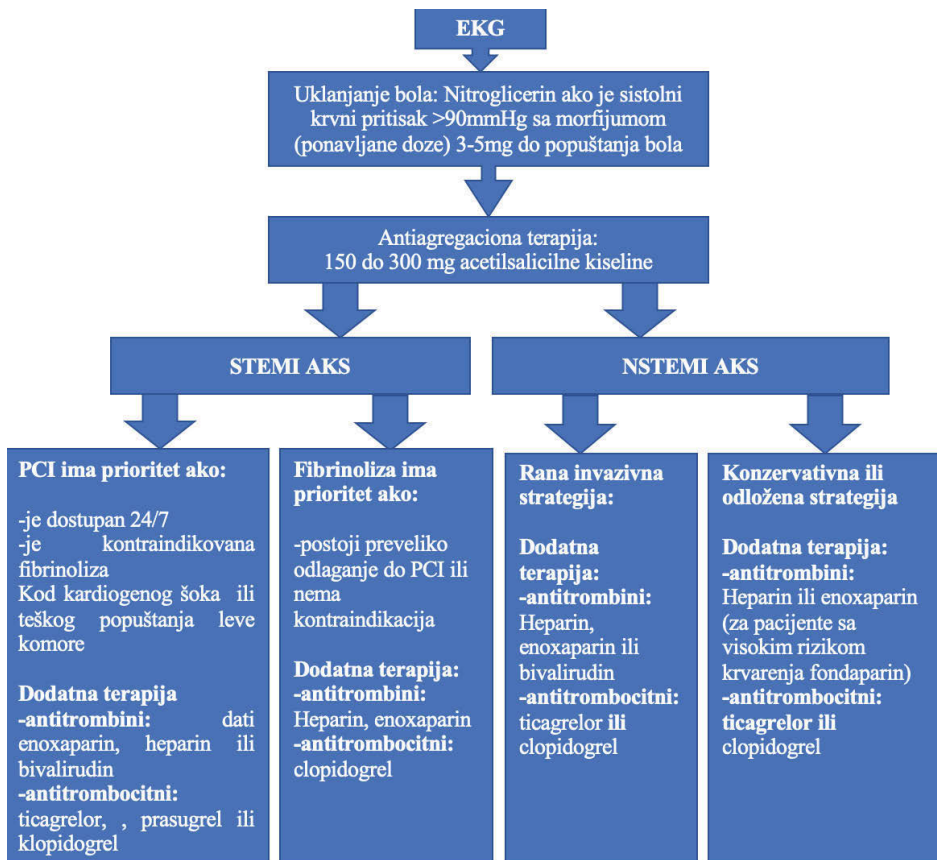 EKG
Uklanjanje bola: Nitroglicerin ako je sistolni
krvni pritisak >90mmHg sa morfijumom
(ponavljane doze) 3-5mg do popuštanja bola
Antiagregaciona terapija:
150 do 300 mg acetilsalicilne kiseline
STEMI AKS
NSTEMI AKS
PCI ima prioritet ako:
-je dostupan 24/7
-je kontraindikovana
fibrinoliza
Kod kardiogenog šoka ili
teškog popuštanja leve
komore
Dodatna terapija
-antitrombini: dati
enoxaparin, heparin ili
bivalirudin
-antitrombocitni:
ticagrelor, , prasugrel ili
klopidogrel
Fibrinoliza ima
prioritet ako:
-postoji preveliko
odlaganje do PCI ili
nema
kontraindikacija
Dodatna terapija:
-antitrombini:
Heparin, enoxaparin
-antitrombocitni:
clopidogrel
Rana invazivna
strategija:
Dodatna
terapija:
-antitrombini:
Heparin,
enoxaparin ili
bivalirudin
-antitrombocitni:
ticagrelor ili
clopidogrel
Konzervativna ili
odložena strategija
Dodatna terapija:
-antitrombini:
Heparin ili enoxaparin
(za pacijente sa
visokim rizikom
krvarenja fondaparin)
-antitrombocitni:
ticagrelor ili
clopidogrel